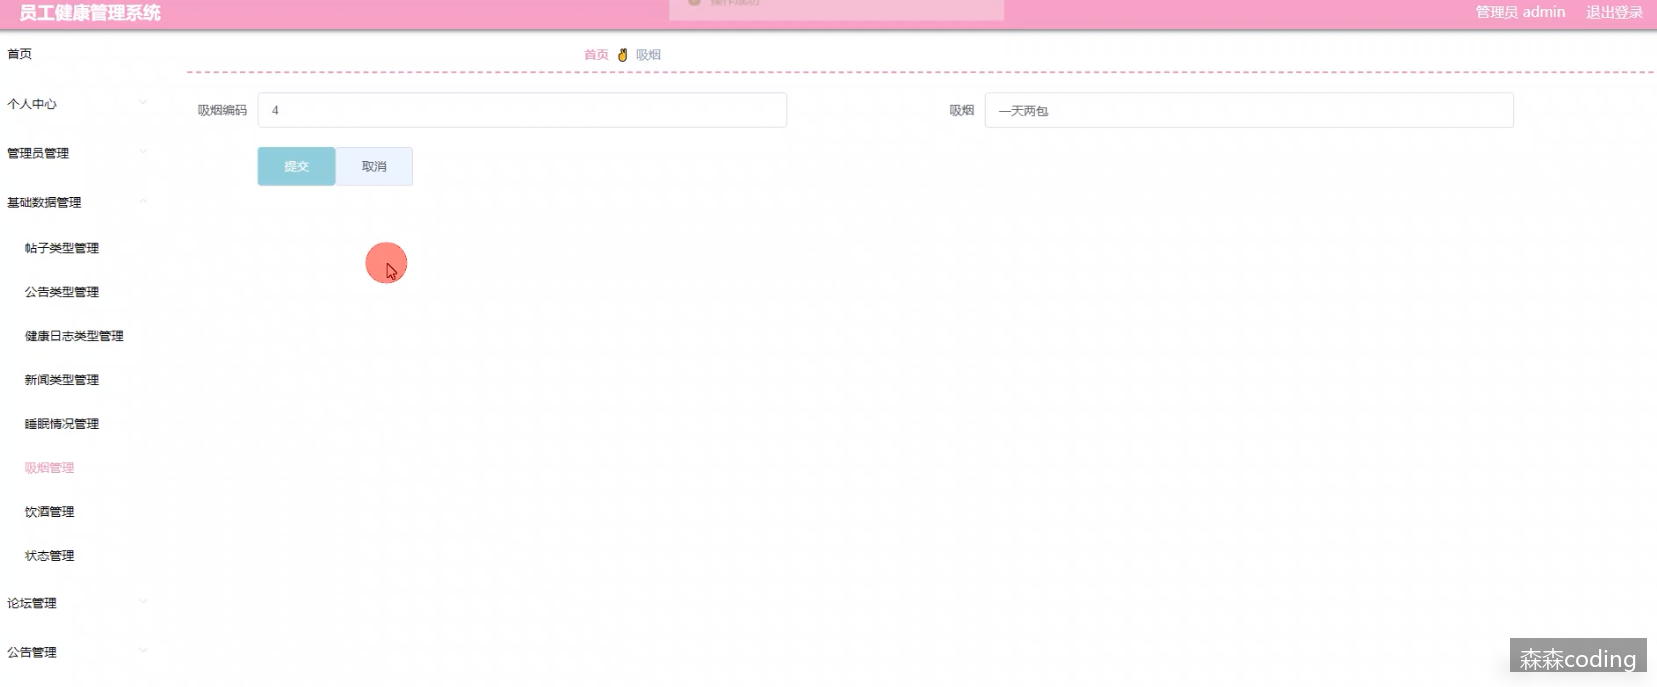 员工健康管理系统
操作成功
管理员 admin
退出登录
首页
首页 吸烟
个人中心
吸烟编码 4
吸烟 一天两包
管理员管理
提交 取消
基础数据管理
帖子类型管理
公告类型管理
健康日志类型管理
新闻类型管理
睡眠情况管理
吸烟管理
饮酒管理
状态管理
论坛管理
公告管理
森森coding